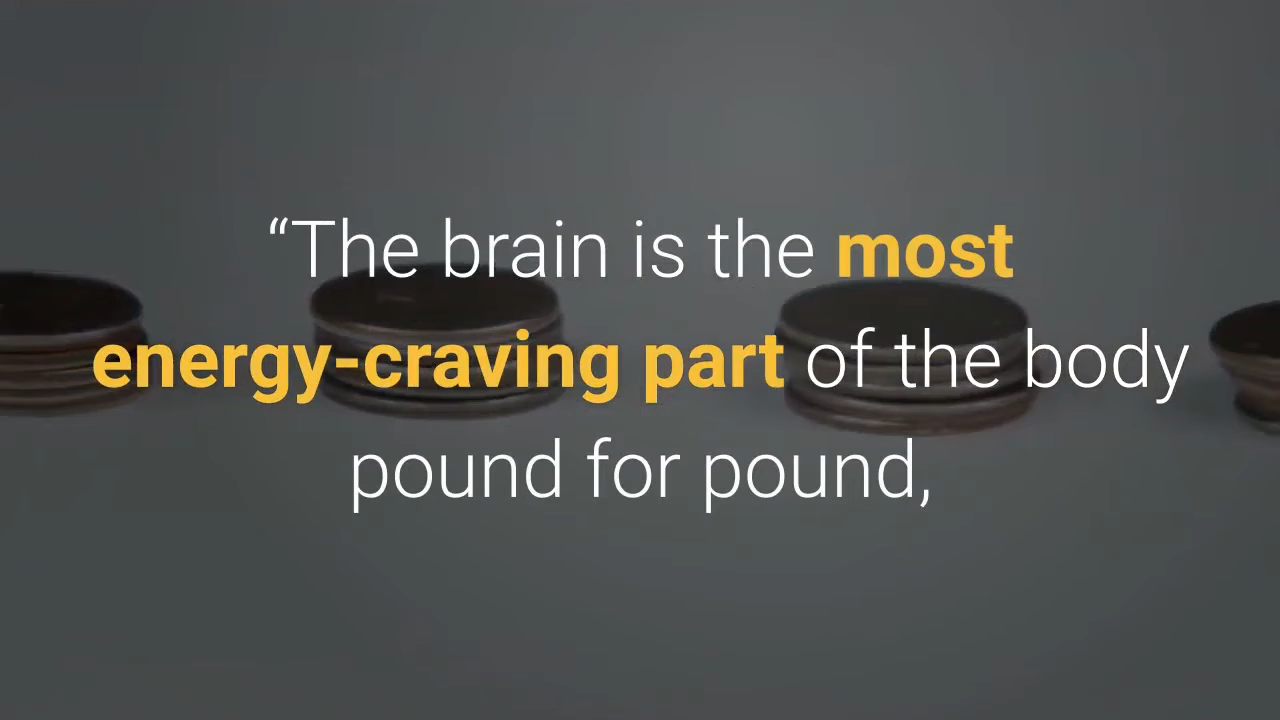 “The brain is the most
energy-craving part of the body
pound for pound,